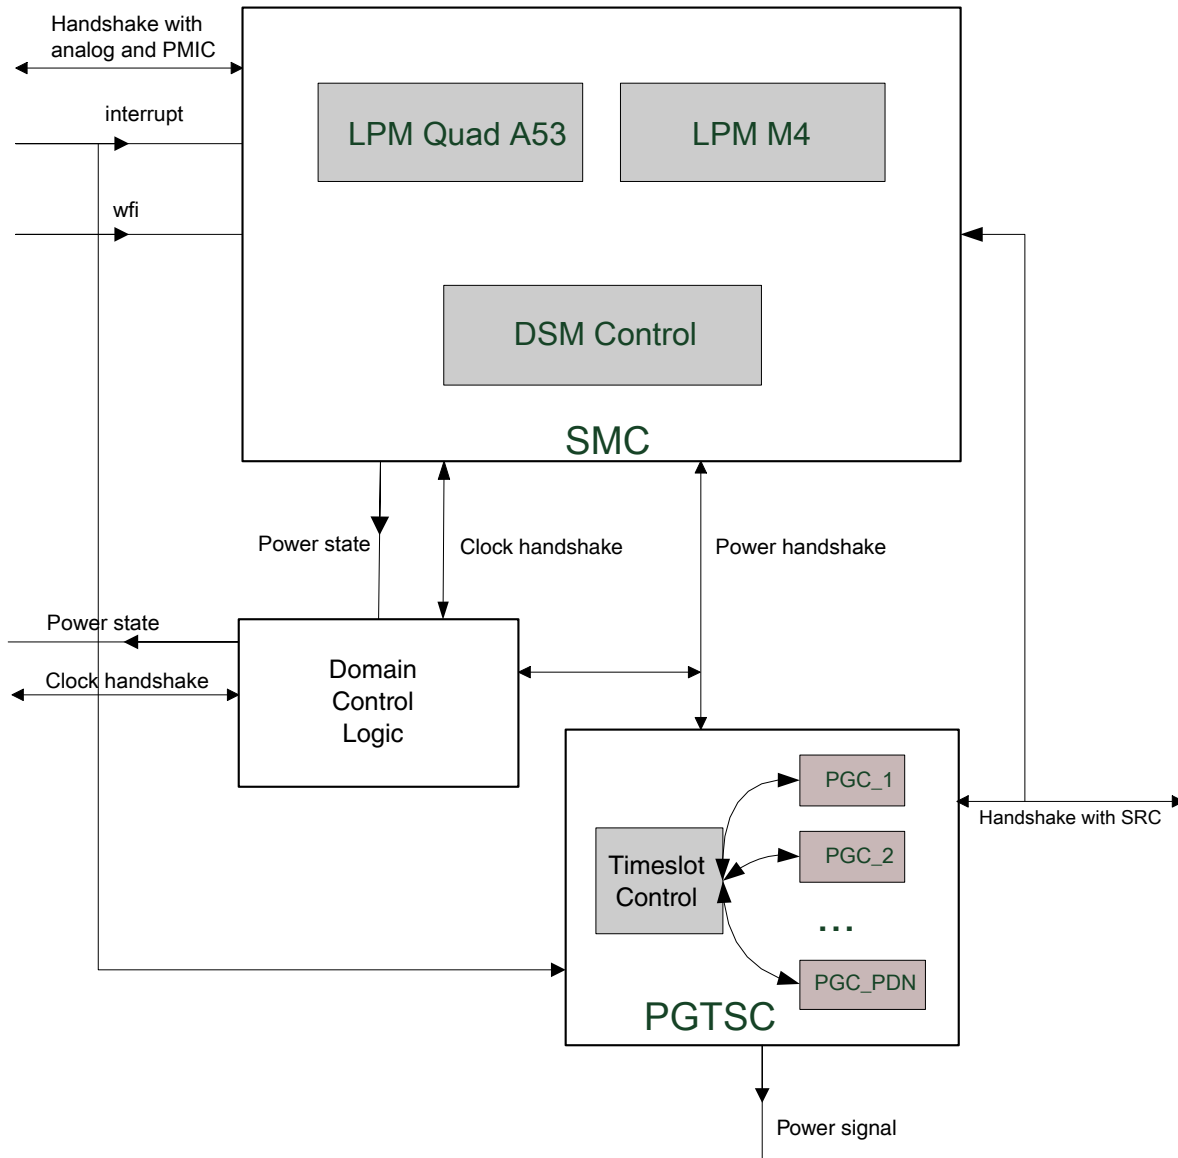 Handshake with
analog and PMIC
interrupt
wfi
LPM Quad A53
LPM M4
DSM Control
SMC
Power state
Clock handshake
Power handshake
Power state
Clock handshake
Domain
Control
Logic
PGC_1
Timeslot
Control
PGC_2
...
PGC_PDN
PGTSC
Handshake with SRC
Power signal